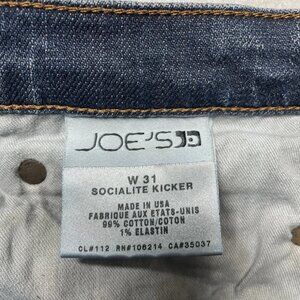 JOE'S
W 31
SOCIALITE KICKER
MADE IN USA
FABRIQUE AUX ETATS-UNIS
99% COTTON/COTON
1% ELASTIN
CL#112 RN#106214 CA#35037